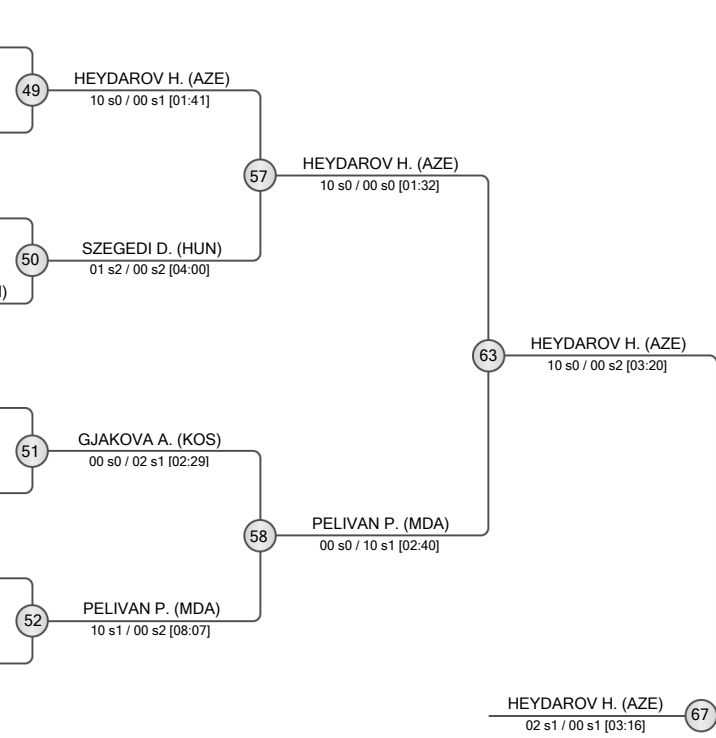 49
HEYDAROV H. (AZE)
10 s0 / 00 s1 [01:41]
57
HEYDAROV H. (AZE)
10 s0 / 00 s0 [01:32]
50
SZEGEDI D. (HUN)
01 s2 / 00 s2 [04:00]
)
63
HEYDAROV H. (AZE)
10 s0 / 00 s2 [03:20]
51
GJAKOVA A. (KOS)
00 s0 / 02 s1 [02:29]
58
PELIVAN P. (MDA)
00 s0 / 10 s1 [02:40]
52
PELIVAN P. (MDA)
10 s1 / 00 s2 [08:07]
HEYDAROV H. (AZE)
02 s1 / 00 s1 [03:16]
67